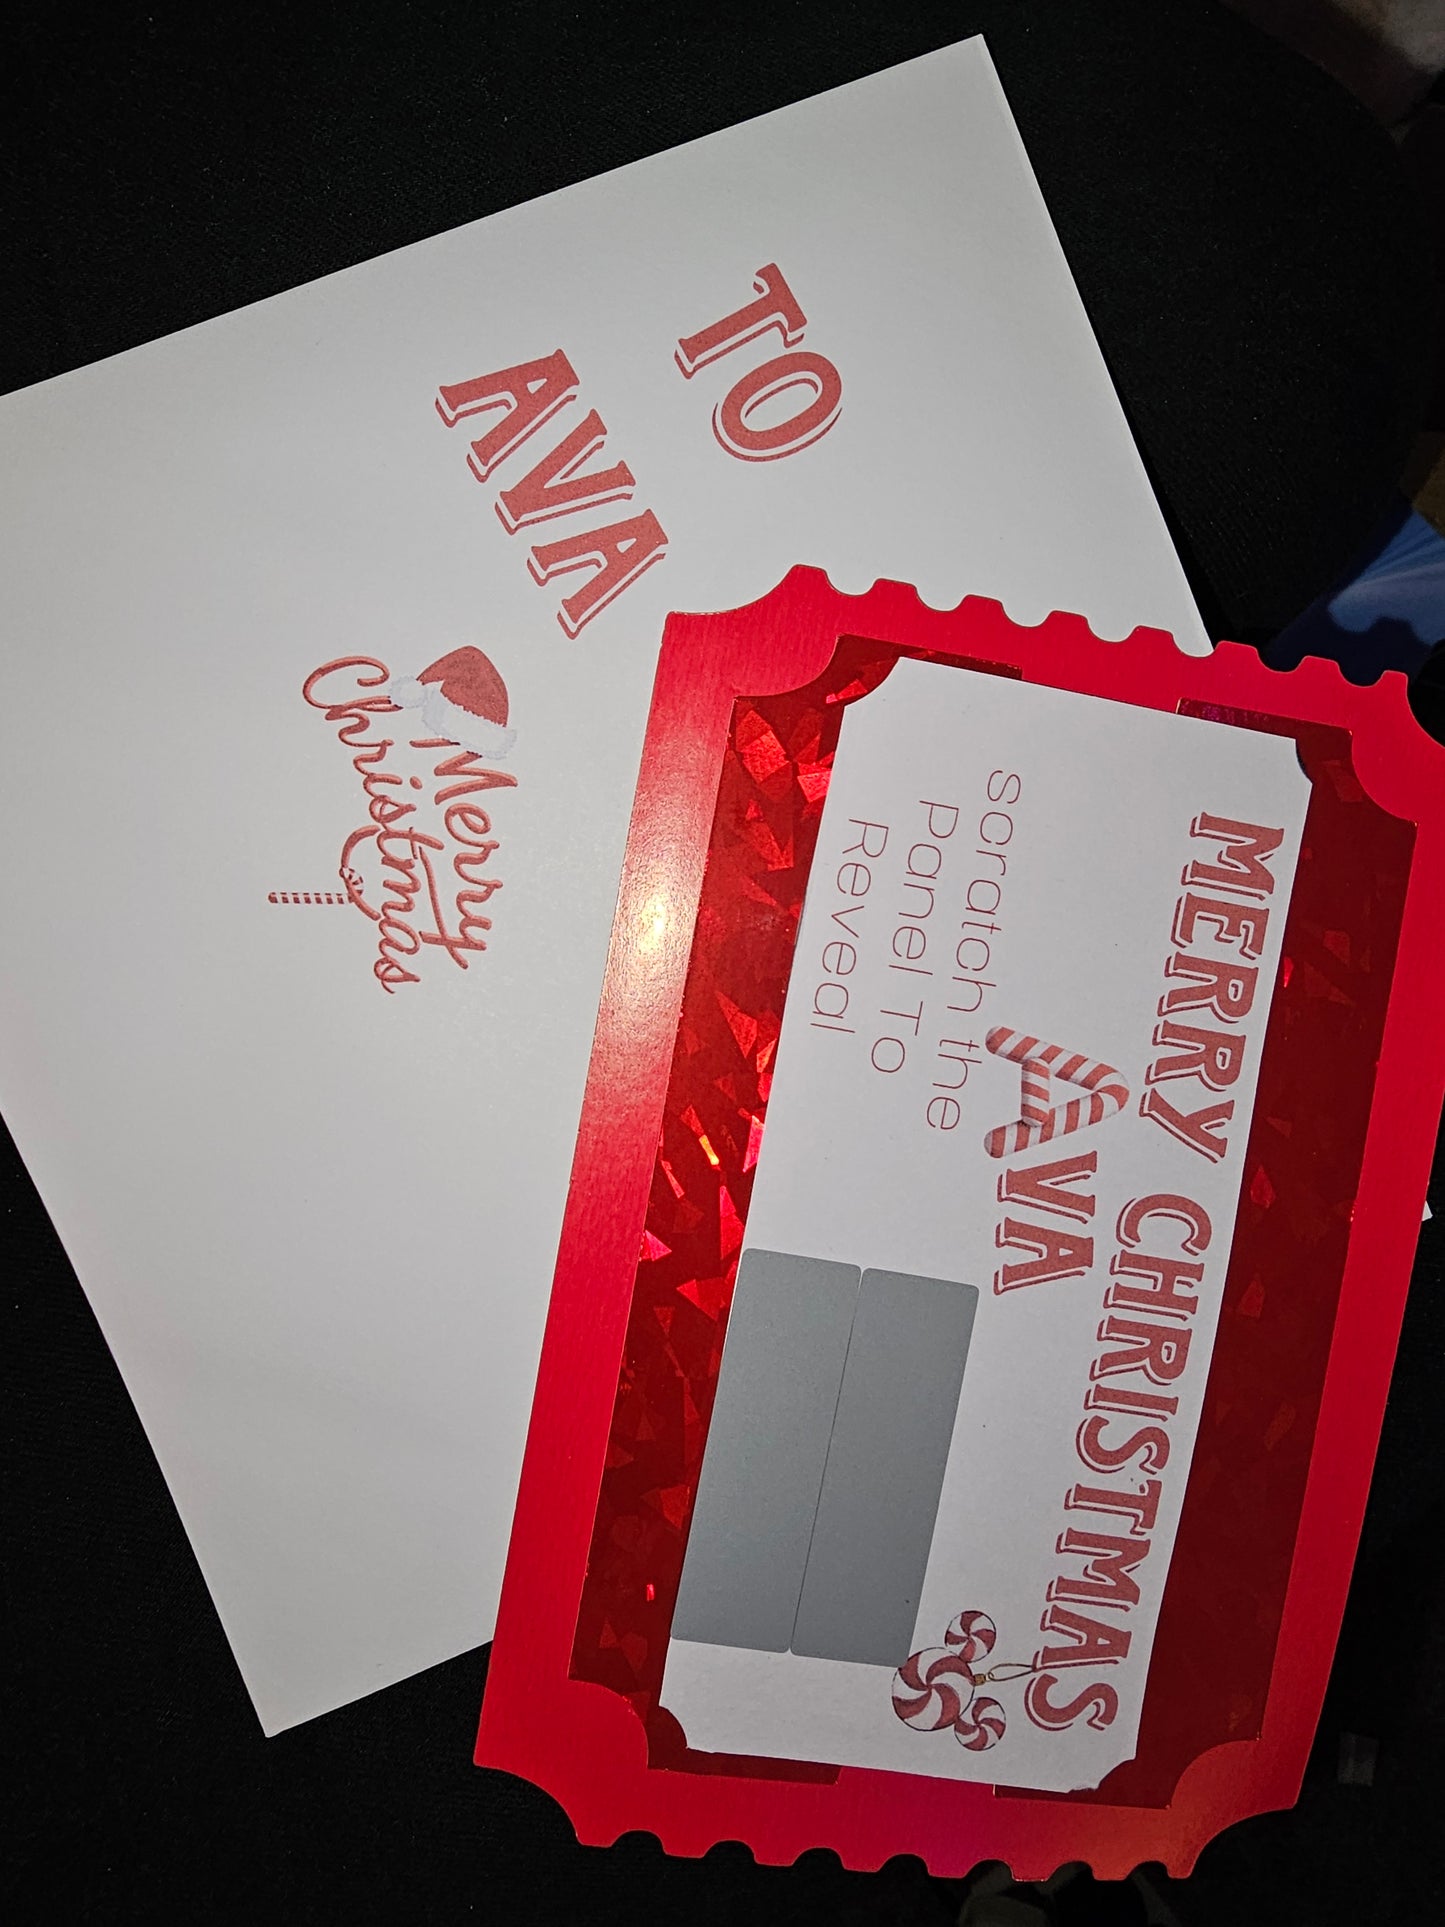 TO
AVA
Merry
Christmas
MERRY CHRISTMAS
AVA
scratch the
Panel To
Reveal